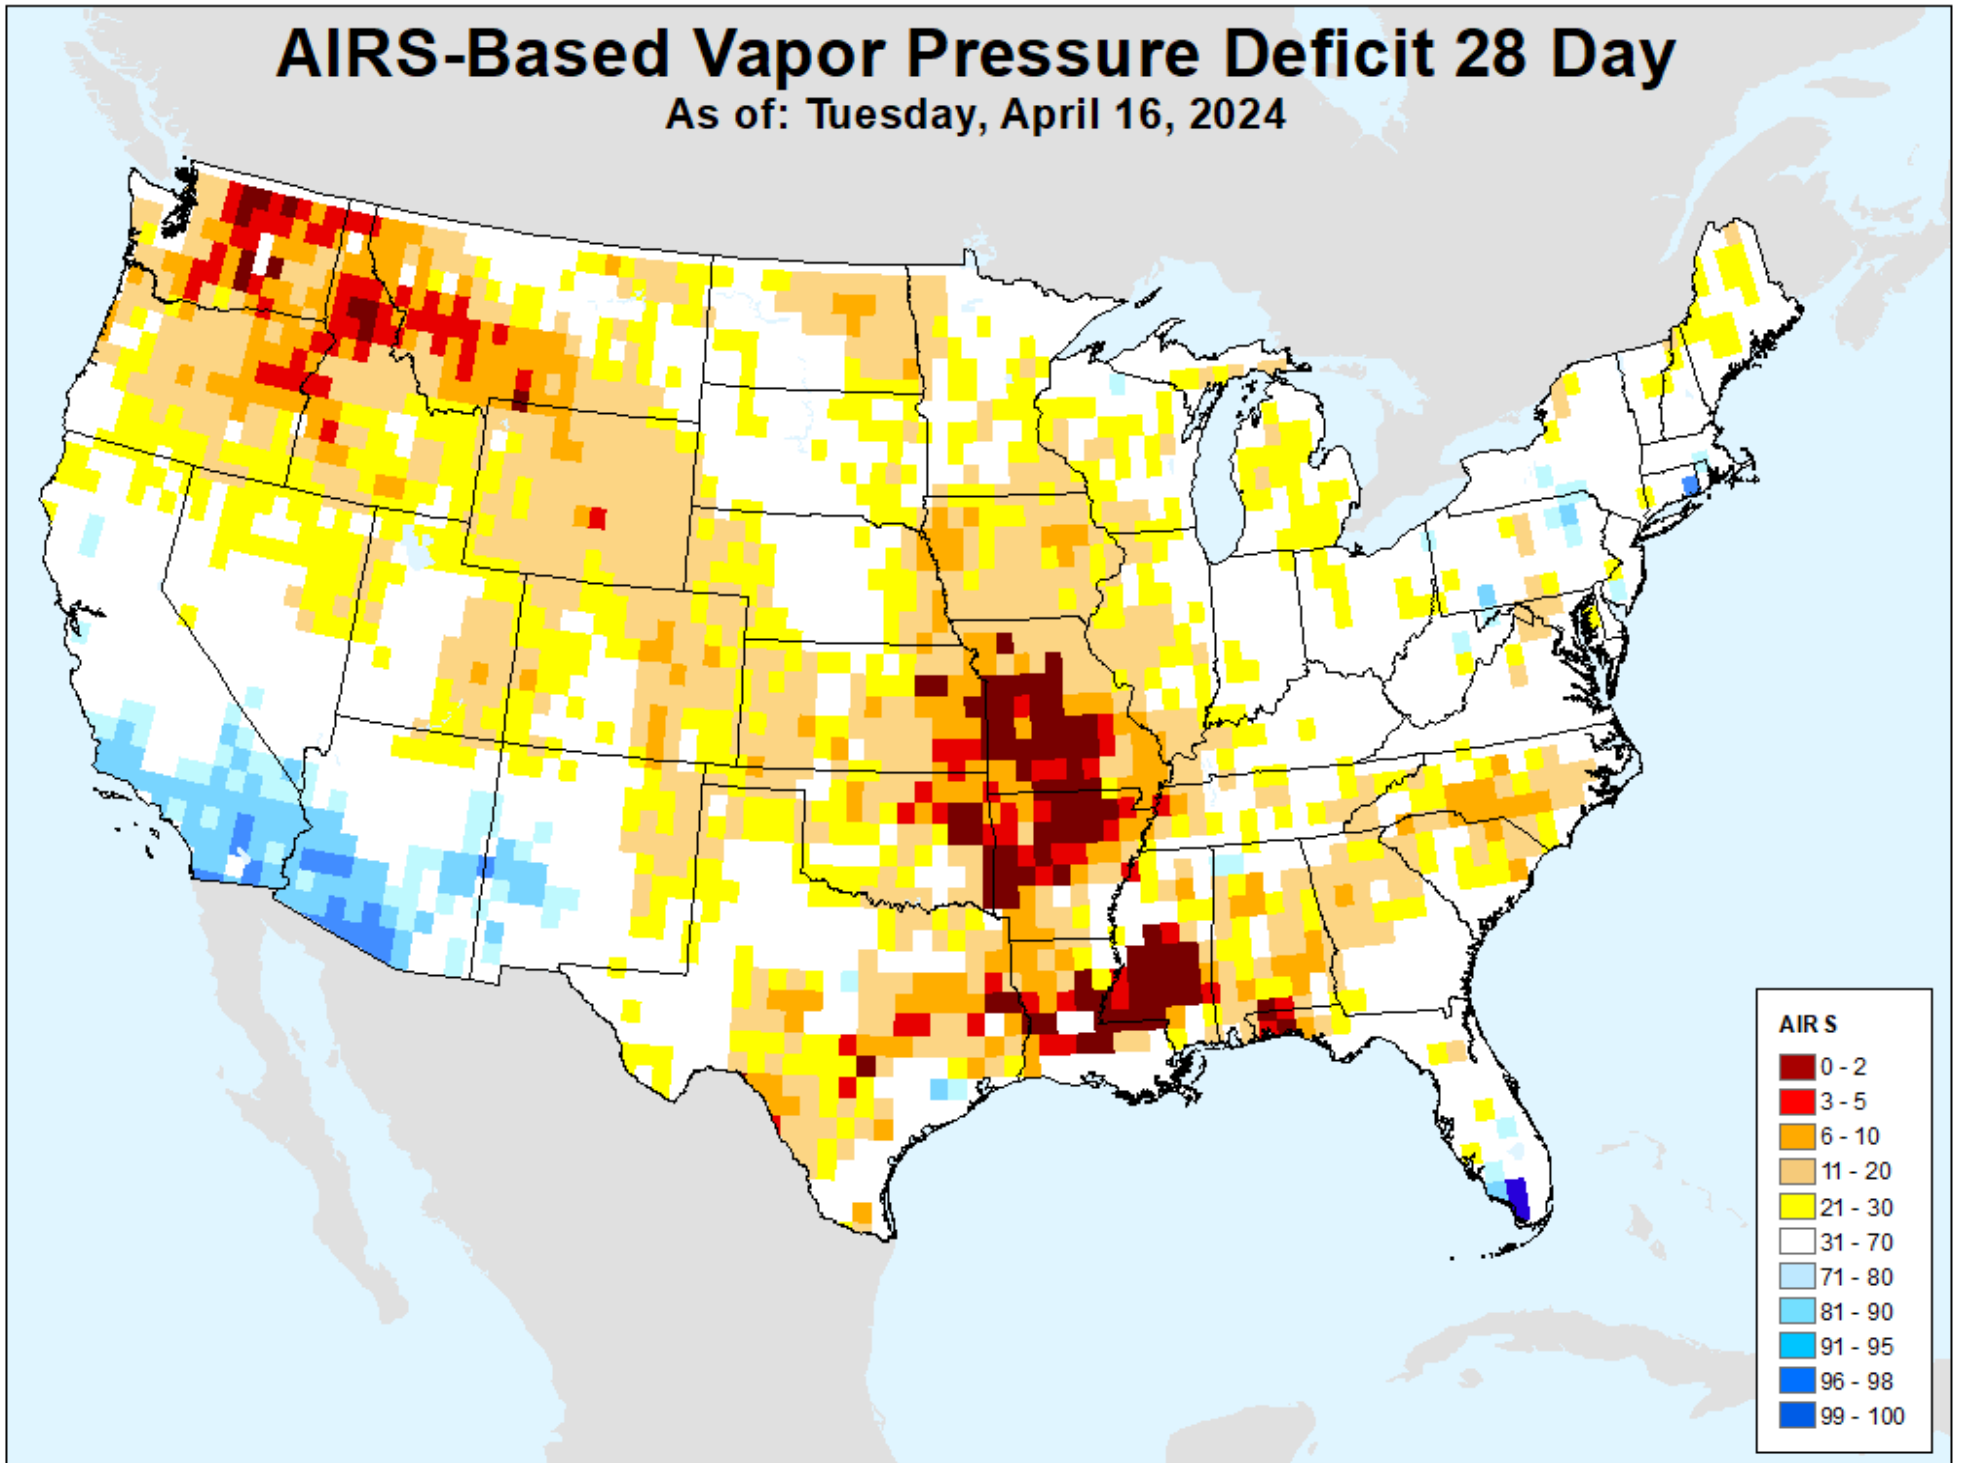 AIRS-Based Vapor Pressure Deficit 28 Day
As of: Tuesday, April 16, 2024
AIRS
0 - 2
3 - 5
6 - 10
11 - 20
21 - 30
31 - 70
71 - 80
81 - 90
91 - 95
96 - 98
99 - 100